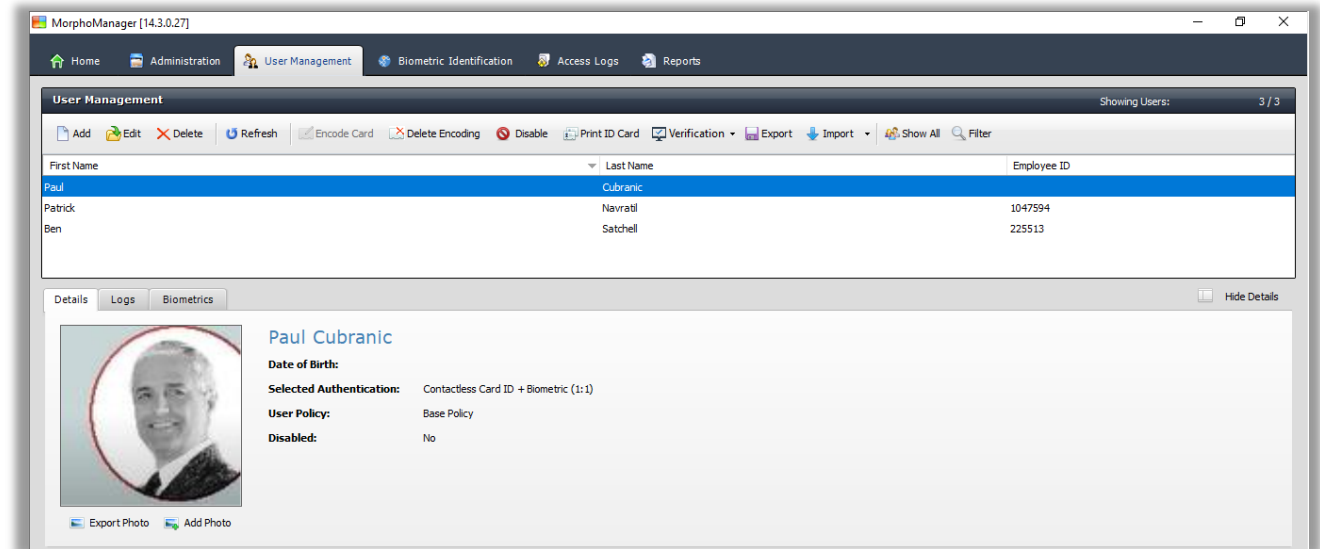 MorphoManager [14.3.0.27]
Home Administration User Management Biometric Identification Access Logs Reports
User Management Showing Users: 3 / 3
Add Edit Delete Refresh Encode Card Delete Encoding Disable Print ID Card Verification Export Import Show All Filter
First Name Last Name Employee ID
Paul Cubranic
Patrick Navratil 1047594
Ben Satchell 225513
Details Logs Biometrics Hide Details
Paul Cubranic
Date of Birth:
Selected Authentication: Contactless Card ID + Biometric (1:1)
User Policy: Base Policy
Disabled: No
Export Photo Add Photo